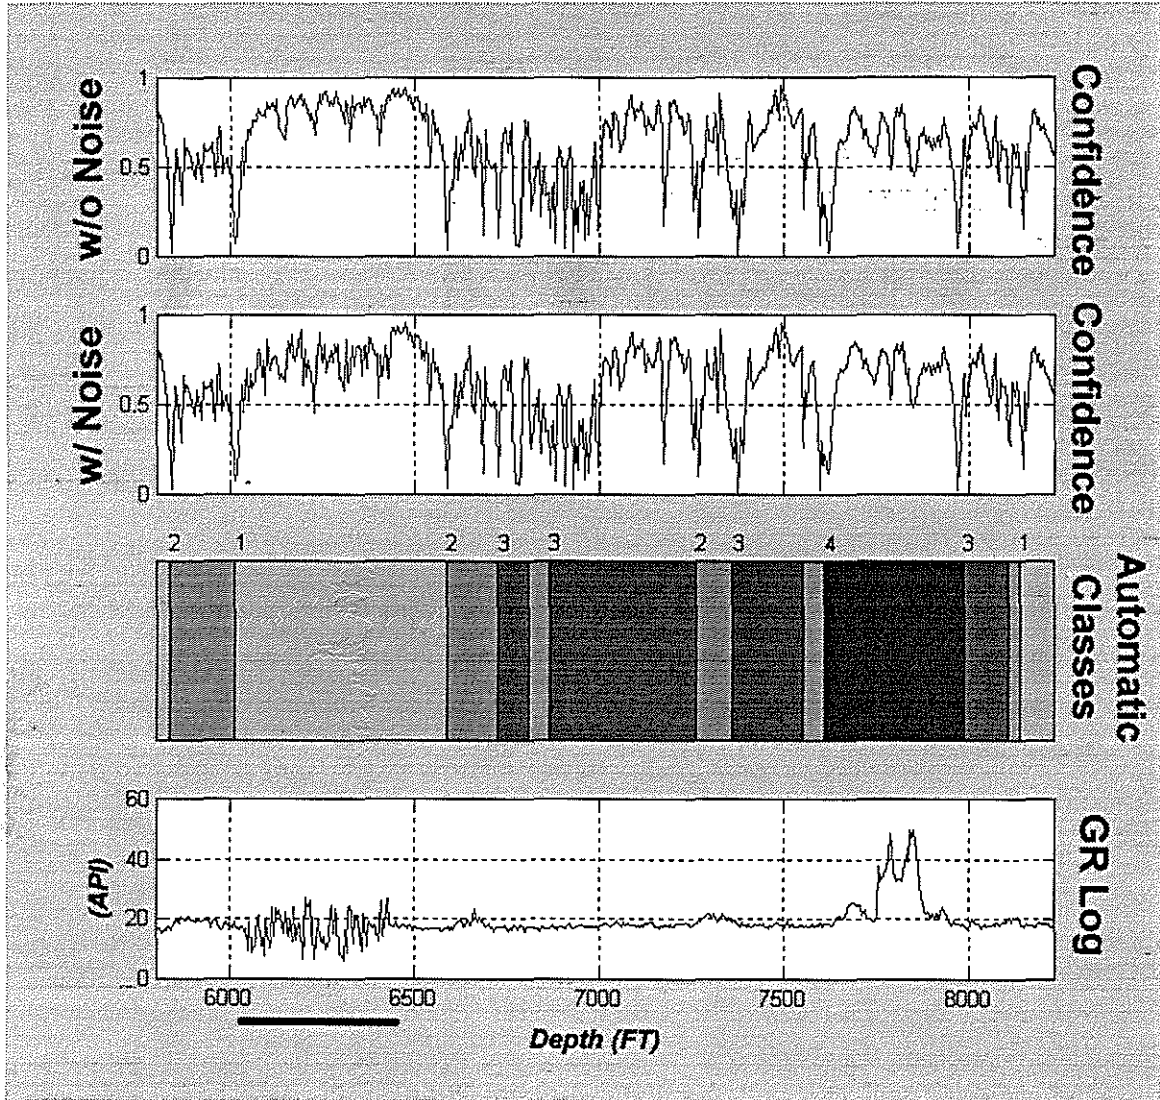 w/o Noise
1
0.5
0
Confidence
w/ Noise
1
0.5
0
Confidence
2 1 2 3 3 2 3 4 3 1
Automatic
Classes
60
40
20
0
(API)
GR Log
6000 6500 7000 7500 8000
Depth (FT)